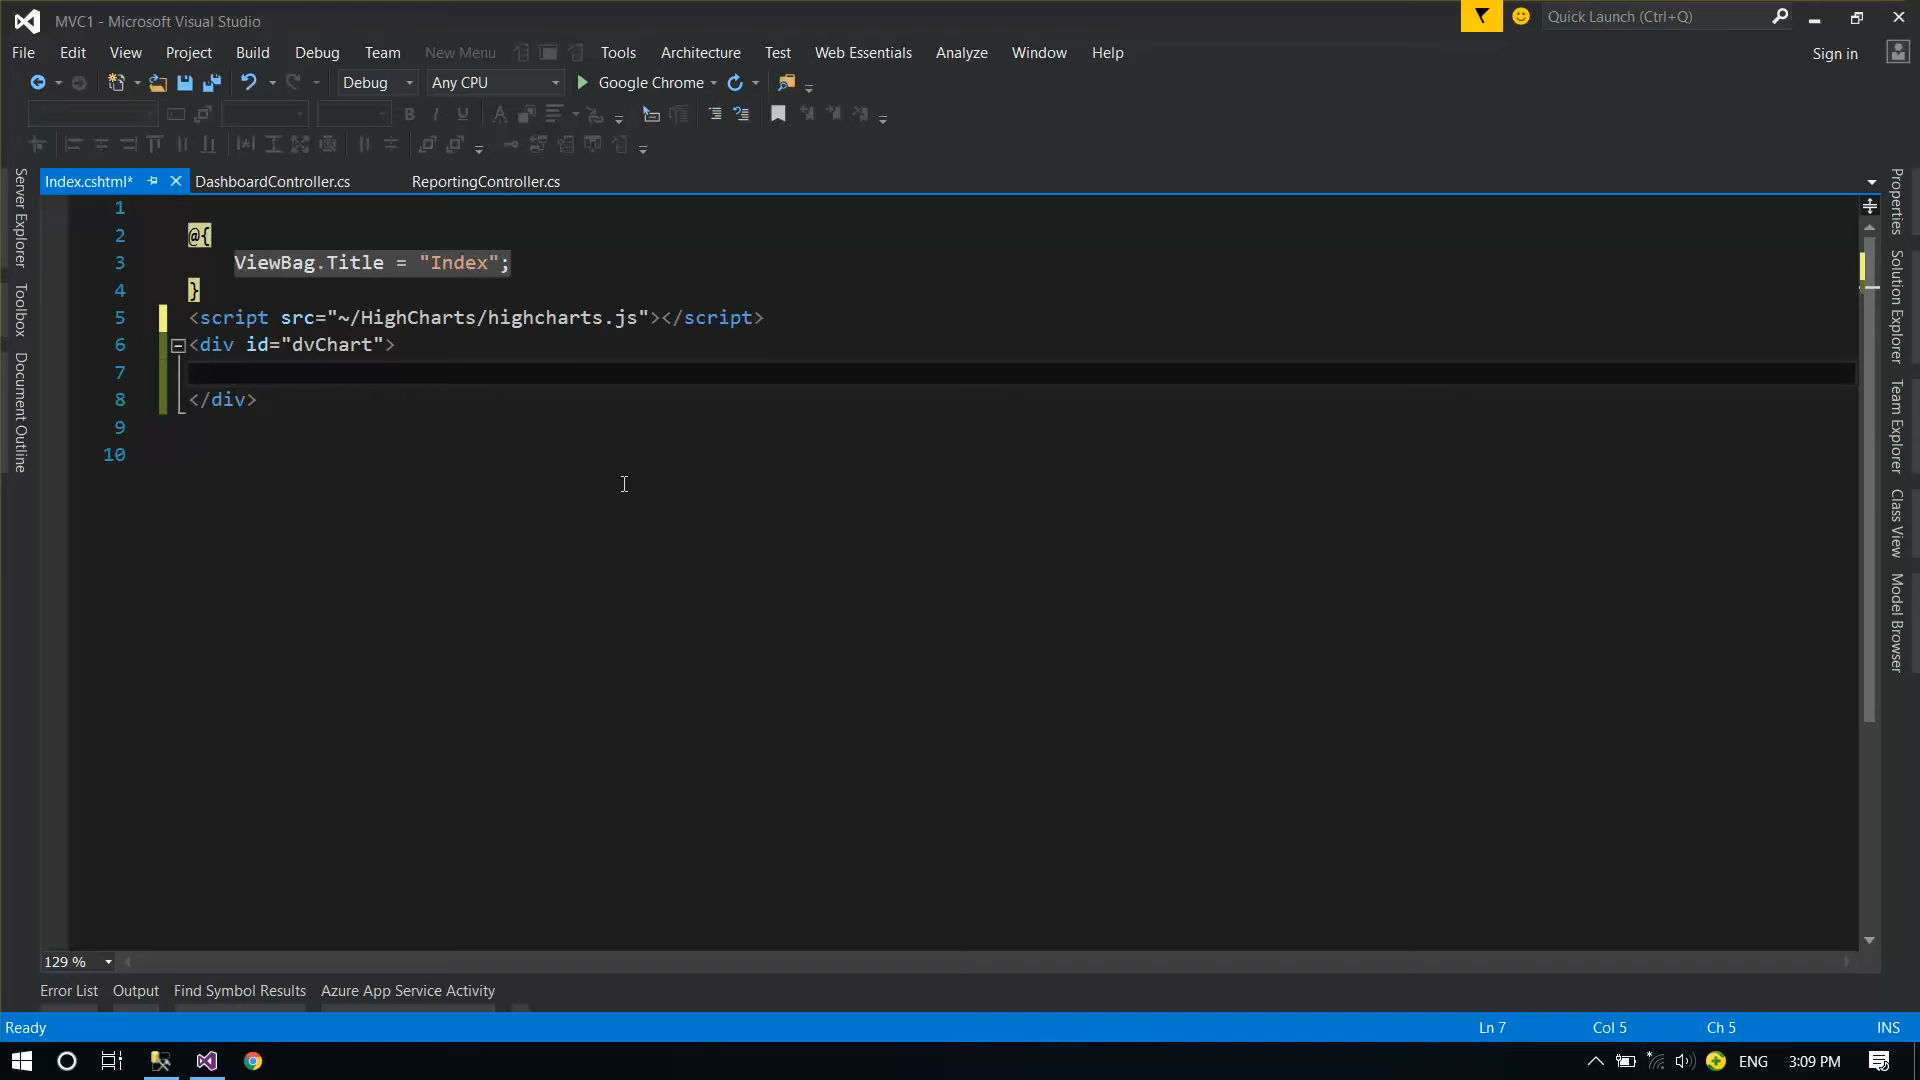 MVC1 - Microsoft Visual Studio
Quick Launch (Ctrl+Q)
File Edit View Project Build Debug Team New Menu Tools Architecture Test Web Essentials Analyze Window Help
Sign in
Debug Any CPU Google Chrome
Index.cshtml* DashboardController.cs ReportingController.cs
Server Explorer
Toolbox
Document Outline
1
2 @{
3 ViewBag.Title = "Index";
4 }
5 <script src="~/HighCharts/highcharts.js"></script>
6 <div id="dvChart">
7
8 </div>
9
10
Properties
Solution Explorer
Team Explorer
Class View
Model Browser
129 %
Error List Output Find Symbol Results Azure App Service Activity
Ready Ln 7 Col 5 Ch 5 INS
ENG 3:09 PM